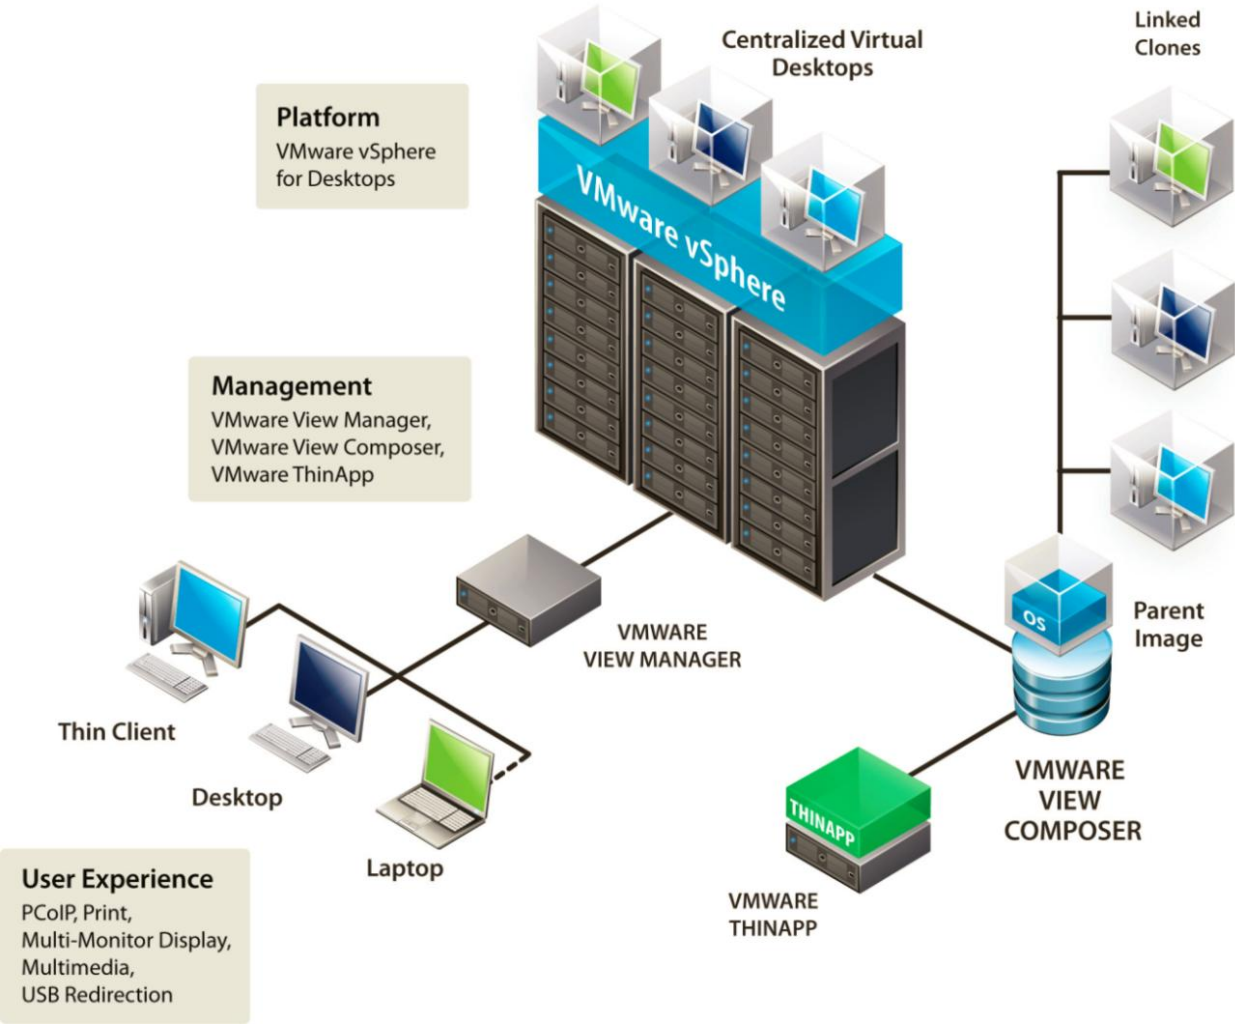 Linked
Clones
Centralized Virtual
Desktops
Platform
VMware vSphere
for Desktops
VMware vSphere
Management
VMware View Manager,
VMware View Composer,
VMware ThinApp
OS
Parent
Image
VMWARE
VIEW MANAGER
Thin Client
Desktop
Laptop
VMWARE
VIEW
COMPOSER
THINAPP
VMWARE
THINAPP
User Experience
PCoIP, Print,
Multi-Monitor Display,
Multimedia,
USB Redirection